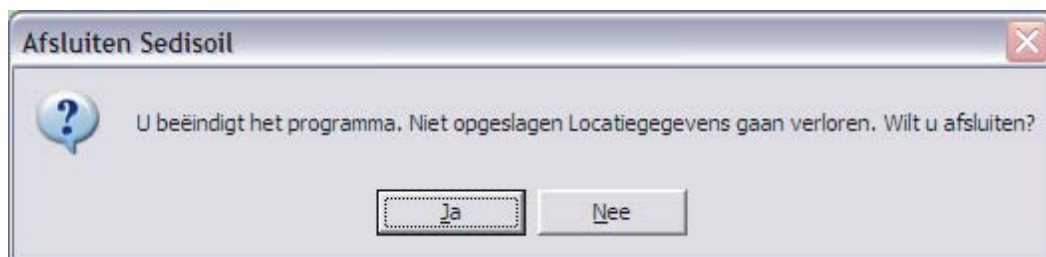 Afsluiten Sedisoil
U beëindigt het programma. Niet opgeslagen Locatiegegevens gaan verloren. Wilt u afsluiten?
Ja
Nee